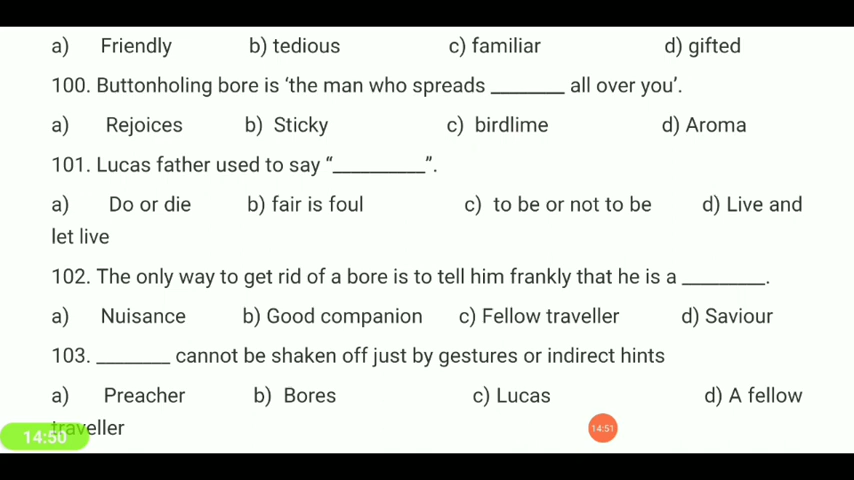 a) Friendly b) tedious c) familiar d) gifted
100. Buttonholing bore is ‘the man who spreads ________ all over you’.
a) Rejoices b) Sticky c) birdlime d) Aroma
101. Lucas father used to say “__________”.
a) Do or die b) fair is foul c) to be or not to be d) Live and
let live
102. The only way to get rid of a bore is to tell him frankly that he is a _________.
a) Nuisance b) Good companion c) Fellow traveller d) Saviour
103. ________ cannot be shaken off just by gestures or indirect hints
a) Preacher b) Bores c) Lucas d) A fellow
traveller
14:50
14:51